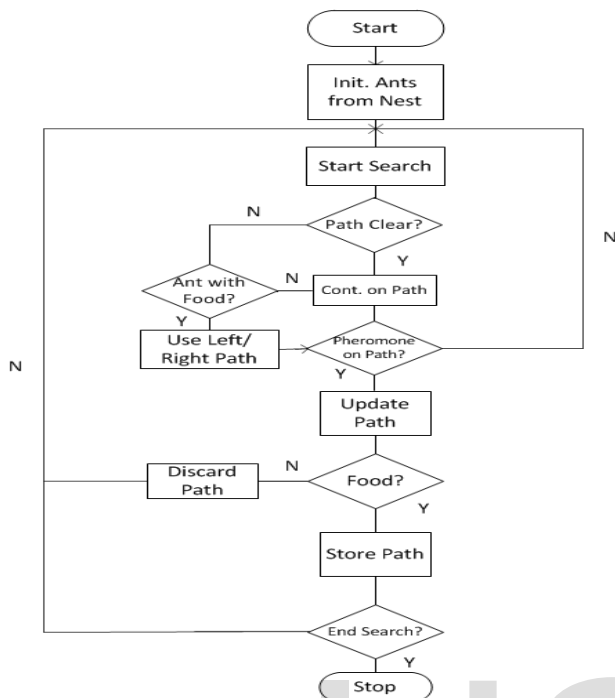 Start
Init. Ants
from Nest
Start Search
N
Path Clear?
N
Y
Ant with
Food?
N
Cont. on Path
Y
Use Left/
Right Path
Pheromone
on Path?
N
Y
Update
Path
Discard
Path
N
Food?
Y
Store Path
End Search?
Y
Stop